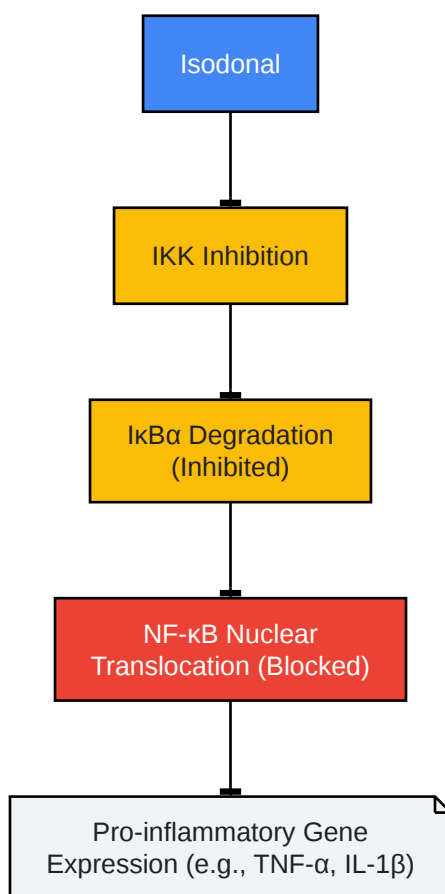 Isodonal
IKK Inhibition
IκBα Degradation
(Inhibited)
NF-κB Nuclear
Translocation (Blocked)
Pro-inflammatory Gene
Expression (e.g., TNF-α, IL-1β)